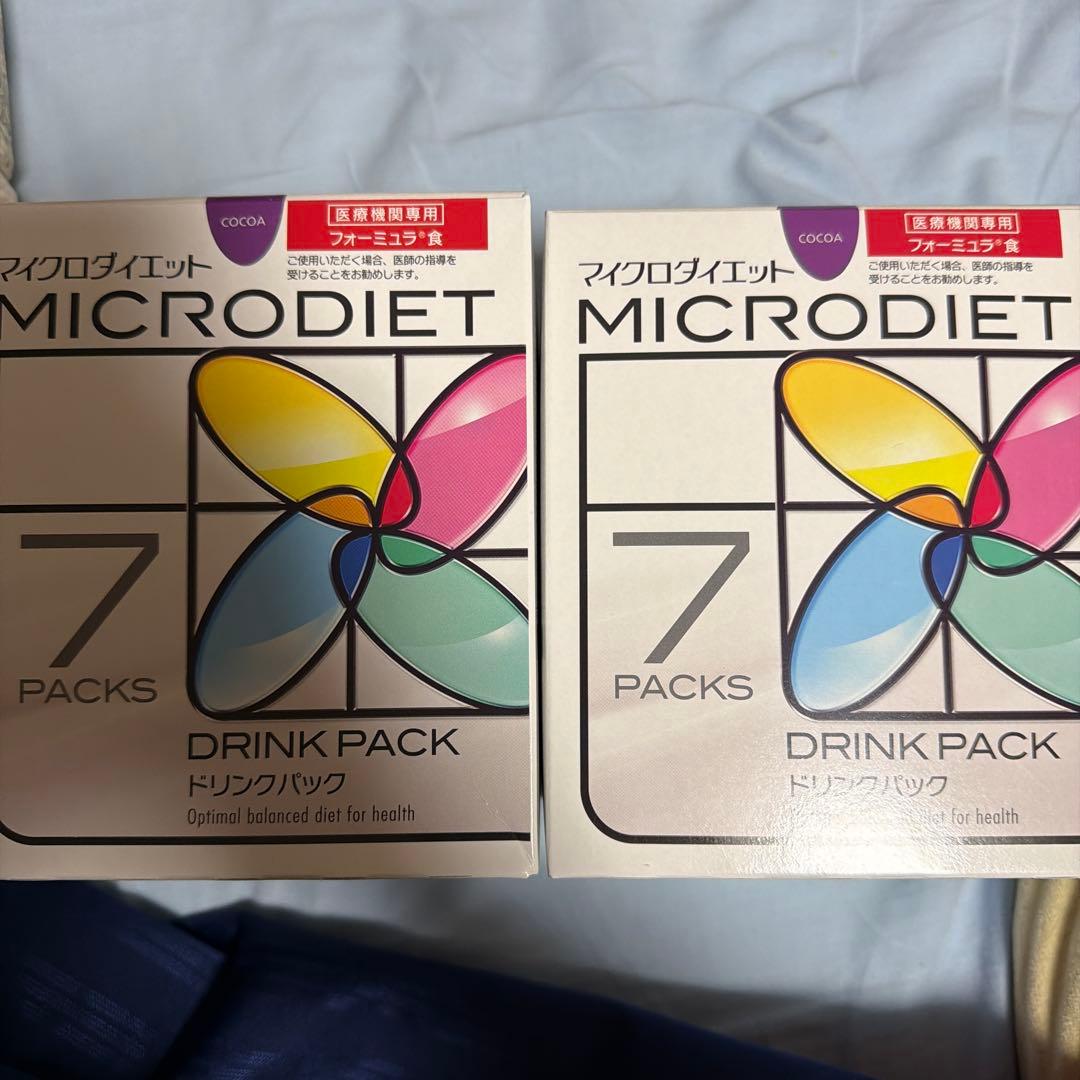 COCOA
医療機関専用
フォーミュラ®食
ご使用いただく場合、医師の指導を
受けることをお勧めします。
マイクロダイエット
MICRODIET
7
PACKS
DRINK PACK
ドリンクパック
Optimal balanced diet for health
COCOA
医療機関専用
フォーミュラ®食
ご使用いただく場合、医師の指導を
受けることをお勧めします。
マイクロダイエット
MICRODIET
7
PACKS
DRINK PACK
ドリンクパック
diet for health